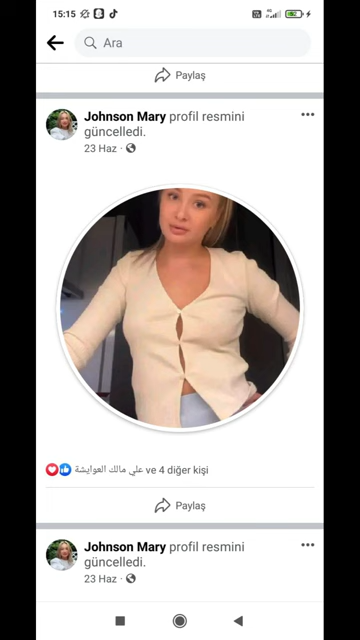 15:15
Ara
Paylaş
Johnson Mary profil resmini
güncelledi.
23 Haz ·
علي مالك العوايشة ve 4 diğer kişi
Paylaş
Johnson Mary profil resmini
güncelledi.
23 Haz ·